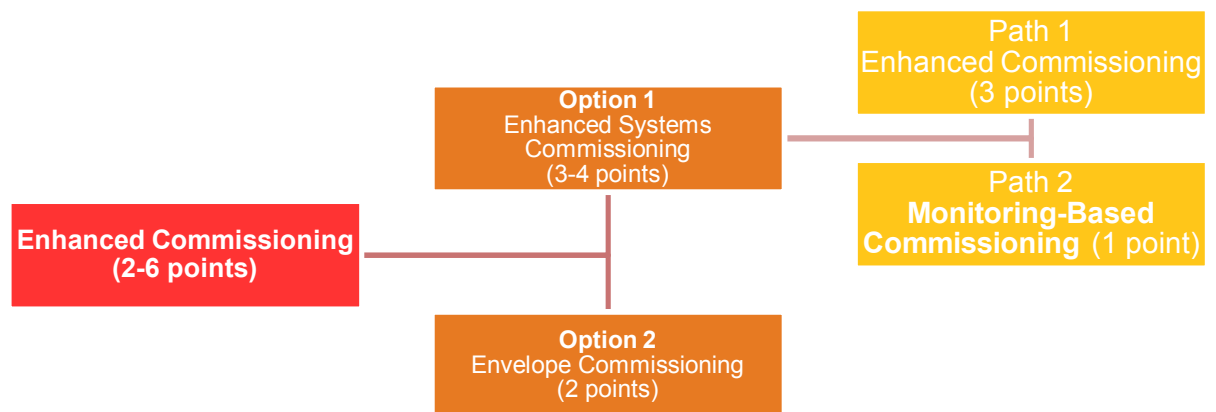 Enhanced Commissioning
(2-6 points)
Option 1
Enhanced Systems
Commissioning
(3-4 points)
Option 2
Envelope Commissioning
(2 points)
Path 1
Enhanced Commissioning
(3 points)
Path 2
Monitoring-Based
Commissioning (1 point)